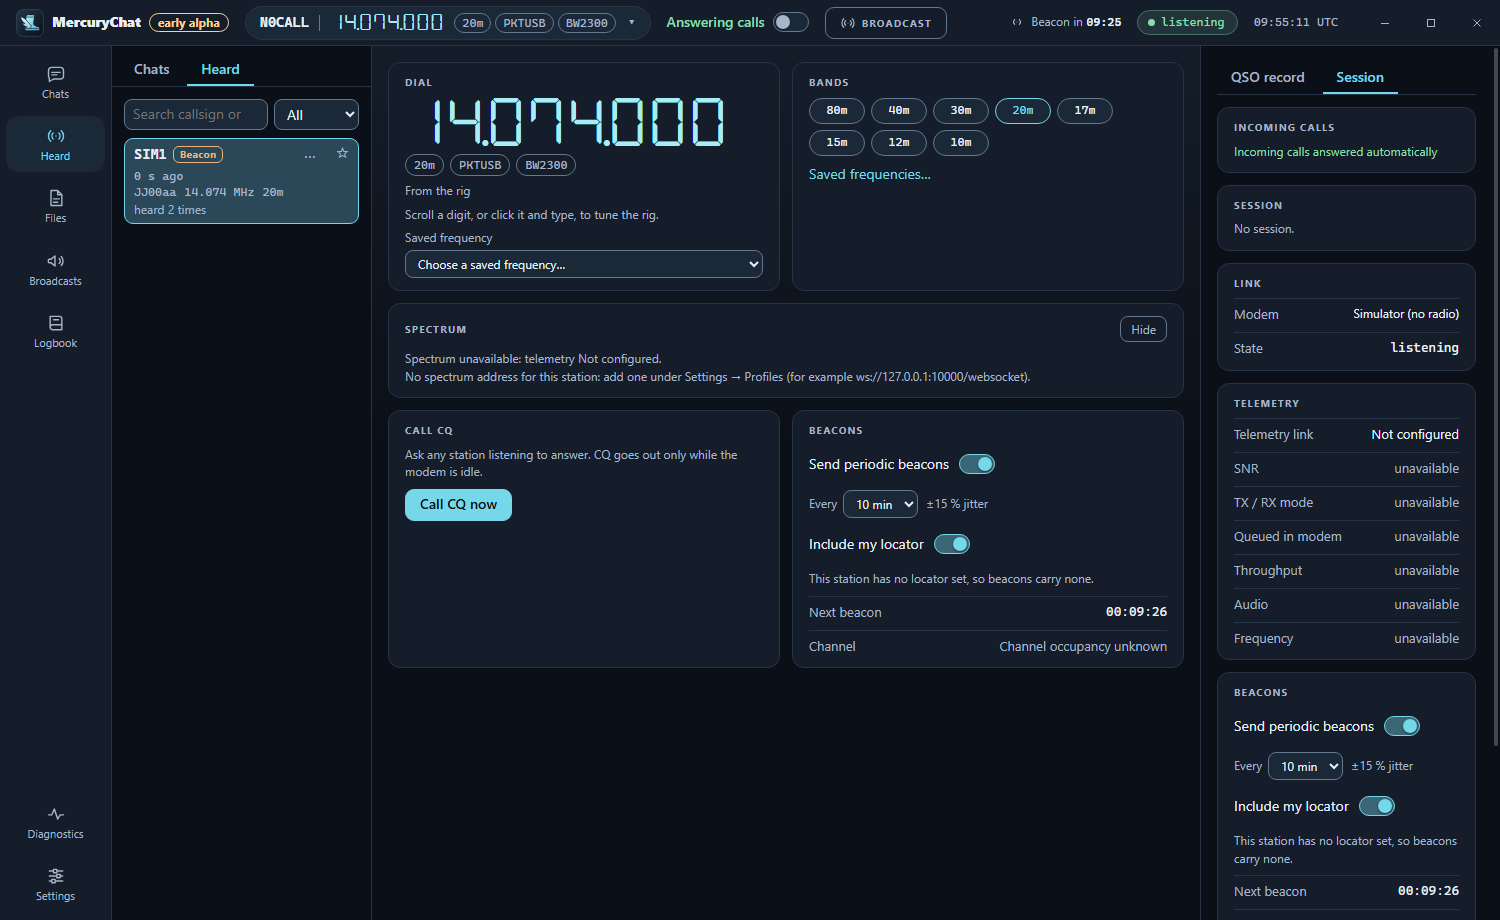 MercuryChat early alpha
N0CALL 14.074.000 20m PKTUSB BW2300
Answering calls
BROADCAST
Beacon in 09:25
listening
09:55:11 UTC
Chats
Heard
Files
Broadcasts
Logbook
Diagnostics
Settings
Chats Heard
Search callsign or
All
SIM1 Beacon ...
0 s ago
JJ00aa 14.074 MHz 20m
heard 2 times
DIAL
14.074.000
20m PKTUSB BW2300
From the rig
Scroll a digit, or click it and type, to tune the rig.
Saved frequency
Choose a saved frequency...
BANDS
80m 40m 30m 20m 17m
15m 12m 10m
Saved frequencies...
SPECTRUM
Hide
Spectrum unavailable: telemetry Not configured.
No spectrum address for this station: add one under Settings → Profiles (for example ws://127.0.0.1:10000/websocket).
CALL CQ
Ask any station listening to answer. CQ goes out only while the
modem is idle.
Call CQ now
BEACONS
Send periodic beacons
Every 10 min ±15 % jitter
Include my locator
This station has no locator set, so beacons carry none.
Next beacon 00:09:26
Channel Channel occupancy unknown
QSO record Session
INCOMING CALLS
Incoming calls answered automatically
SESSION
No session.
LINK
Modem Simulator (no radio)
State listening
TELEMETRY
Telemetry link Not configured
SNR unavailable
TX / RX mode unavailable
Queued in modem unavailable
Throughput unavailable
Audio unavailable
Frequency unavailable
BEACONS
Send periodic beacons
Every 10 min ±15 % jitter
Include my locator
This station has no locator set, so beacons
carry none.
Next beacon 00:09:26